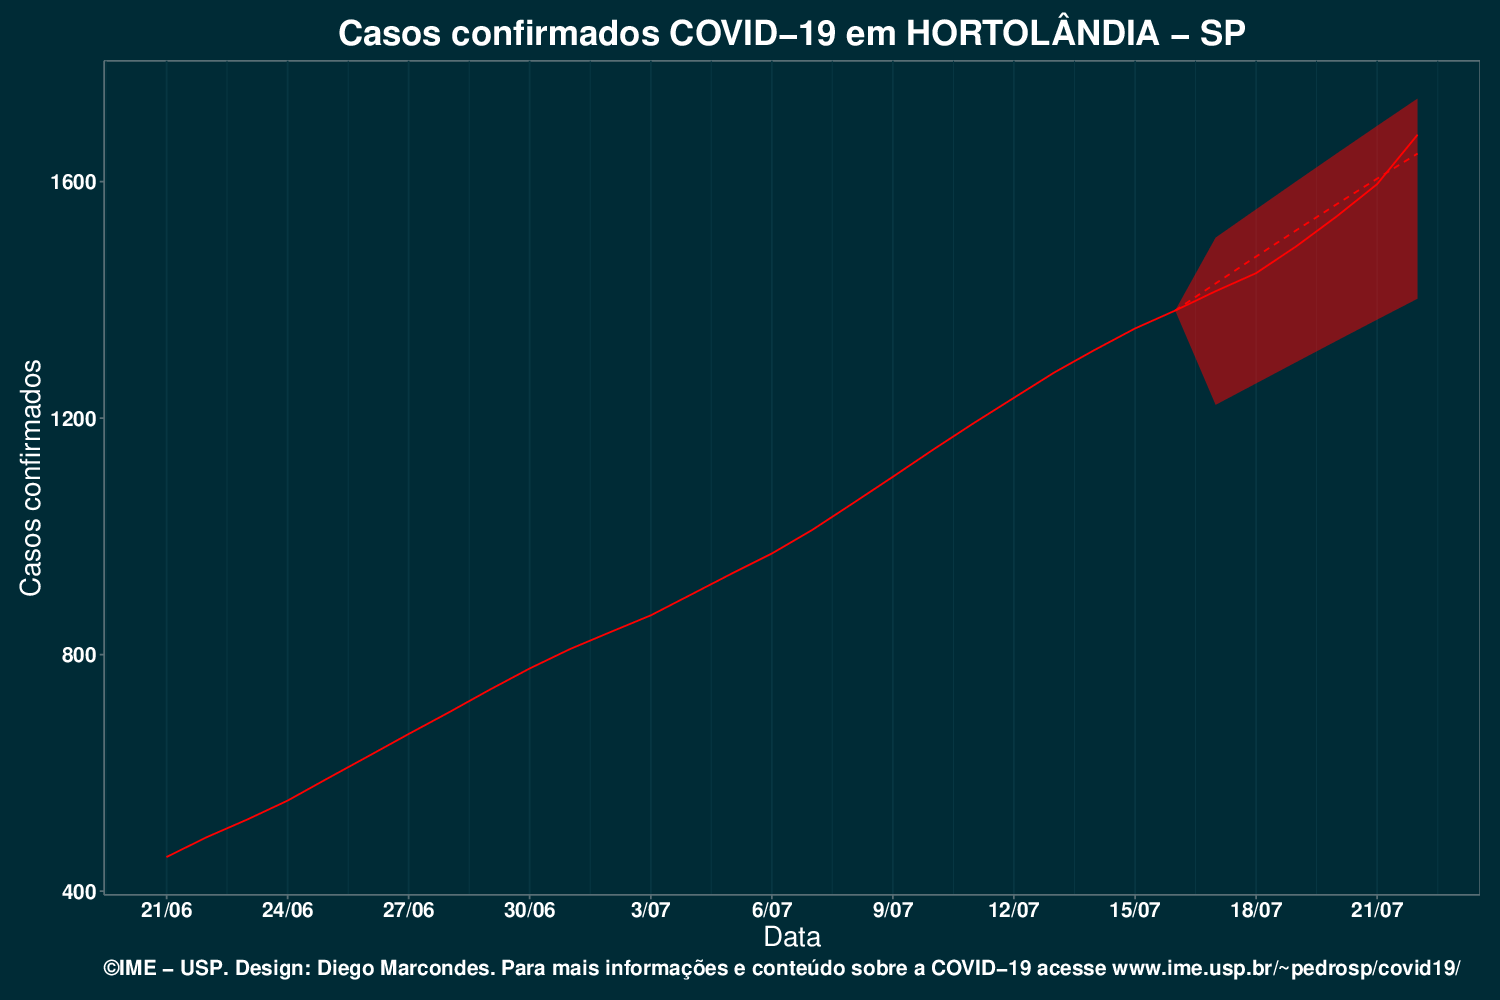 Casos confirmados COVID−19 em HORTOLÂNDIA − SP
Casos confirmados
1600
1200
800
400
21/06 24/06 27/06 30/06 3/07 6/07 9/07 12/07 15/07 18/07 21/07
Data
©IME − USP. Design: Diego Marcondes. Para mais informações e conteúdo sobre a COVID−19 acesse www.ime.usp.br/~pedrosp/covid19/